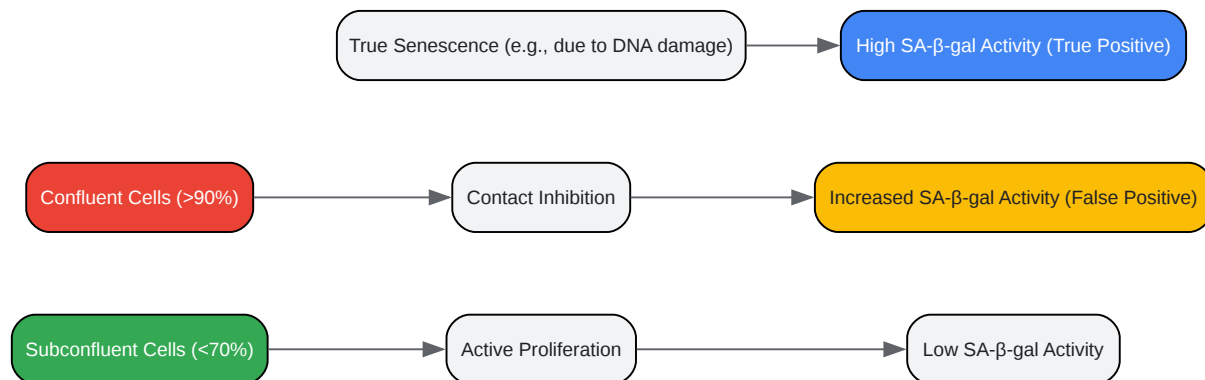 True Senescence (e.g., due to DNA damage)
High SA-β-gal Activity (True Positive)
Confluent Cells (>90%)
Contact Inhibition
Increased SA-β-gal Activity (False Positive)
Subconfluent Cells (<70%)
Active Proliferation
Low SA-β-gal Activity